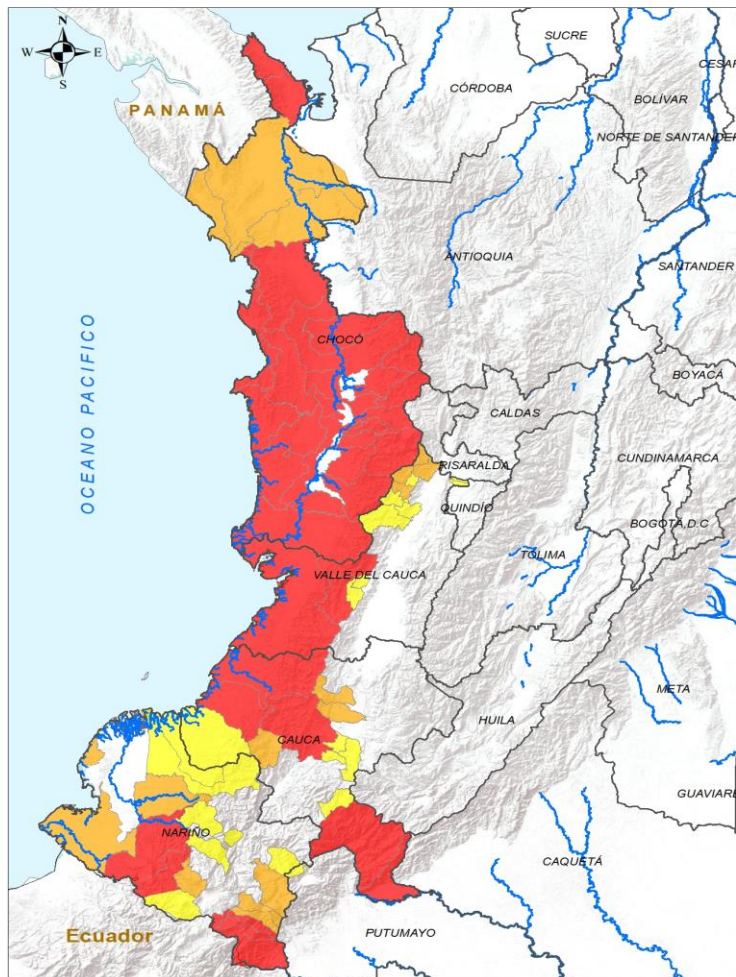 N
W E
S
PANAMÁ
SUCRE
CÓRDOBA
CESAR
BOLÍVAR
NORTE DE SANTANDER
ANTIOQUIA
SANTANDER
OCEANO PACIFICO
CHOCÓ
BOYACÁ
CALDAS
RISARALDA
CUNDINAMARCA
QUINDÍO
BOGOTÁ, D.C
TOLIMA
VALLE DEL CAUCA
META
HUILA
CAUCA
GUAVIARE
NARIÑO
CAQUETÁ
Ecuador
PUTUMAYO